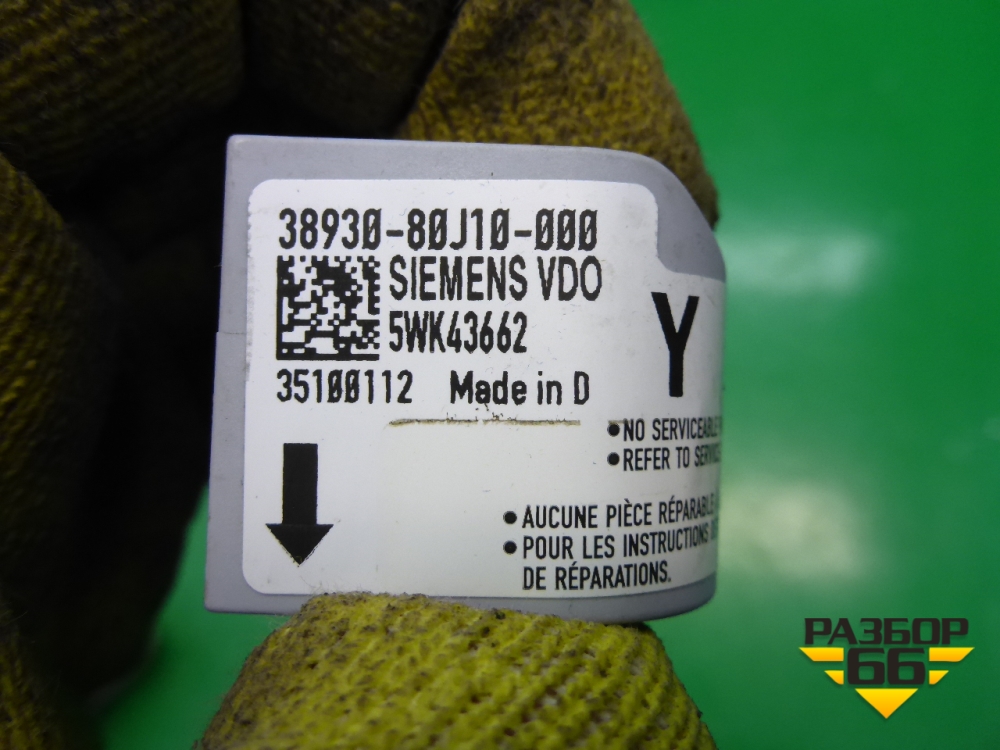 38930-80J10-000
SIEMENS VDO
5WK43662
35100112 Made in D
Y
•NO SERVICEABLE
•REFER TO
•AUCUNE PIÈCE RÉPARABLE
•POUR LES INSTRUCTIONS
DE RÉPARATIONS.
РАЗБОР
66